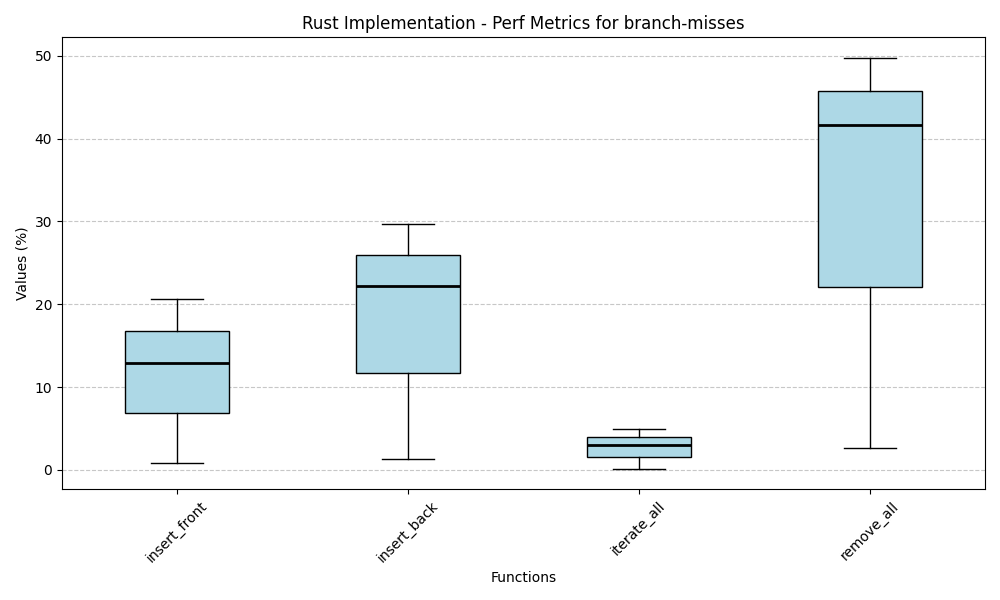 Rust Implementation - Perf Metrics for branch-misses
Values (%)
50
40
30
20
10
0
insert_front
insert_back
iterate_all
remove_all
Functions